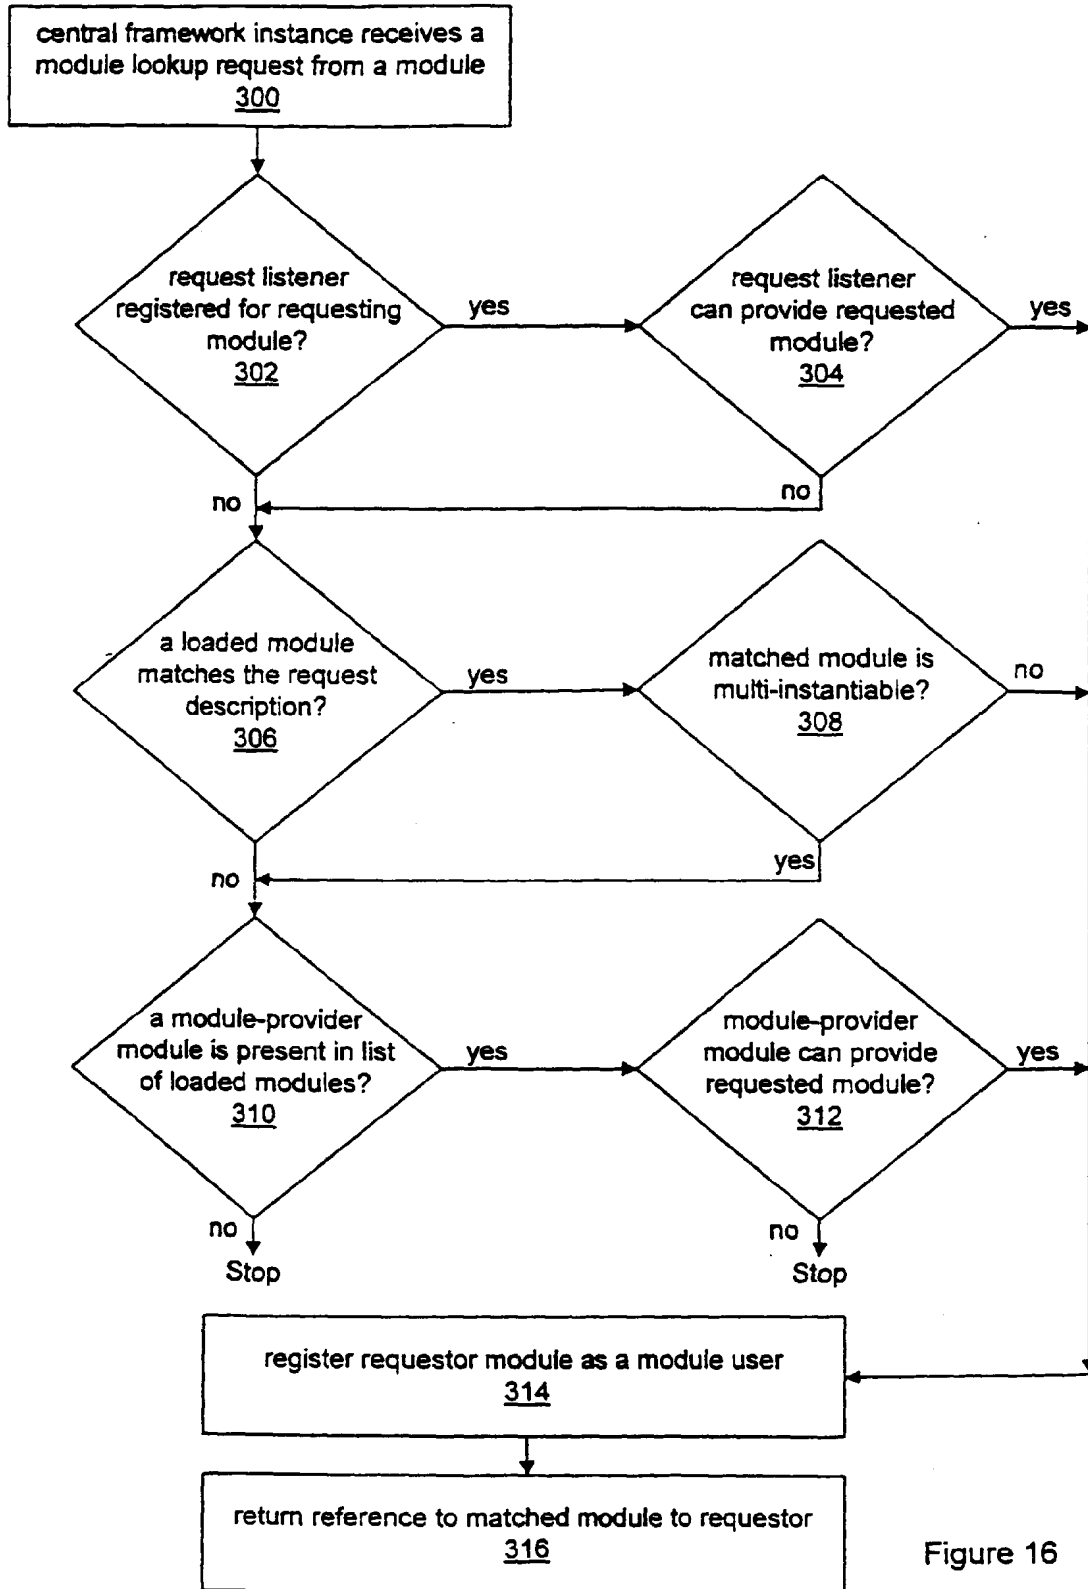 central framework instance receives a
module lookup request from a module
300
request listener
registered for requesting
module?
302
yes
request listener
can provide requested
module?
304
yes
no
no
a loaded module
matches the request
description?
306
yes
matched module is
multi-instantiable?
308
no
no
yes
a module-provider
module is present in list
of loaded modules?
310
yes
module-provider
module can provide
requested module?
312
yes
no
Stop
no
Stop
register requestor module as a module user
314
return reference to matched module to requestor
316
Figure 16